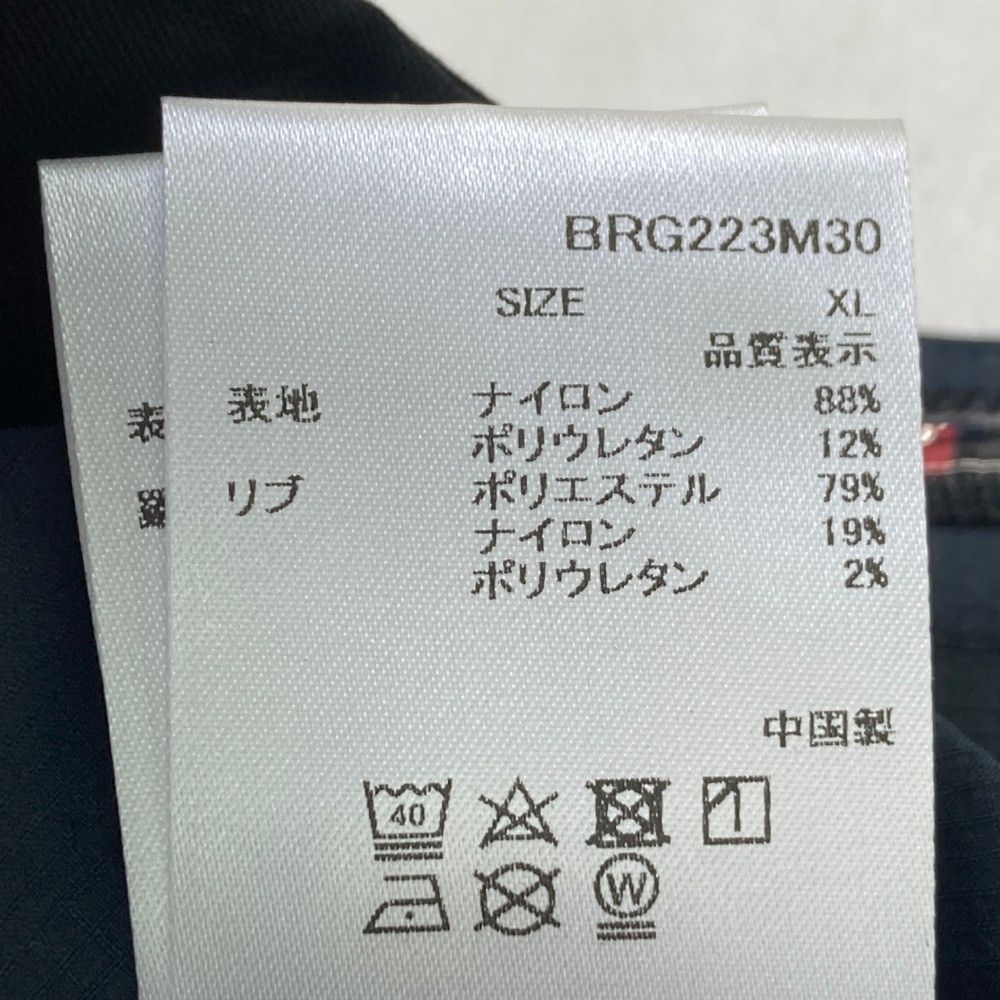 BRG223M30
SIZE XL
品質表示
表地 ナイロン 88%
ポリウレタン 12%
リブ ポリエステル 79%
ナイロン 19%
ポリウレタン 2%
中国製
40
W
表